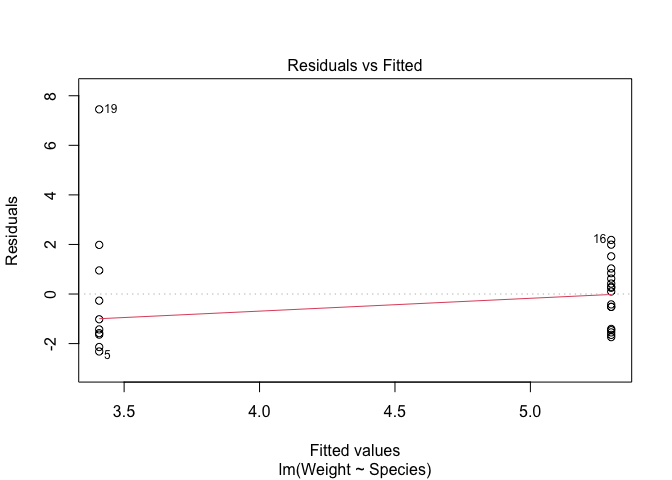 Residuals vs Fitted
8
6
4
2
0
-2
19
16
5
Residuals
3.5 4.0 4.5 5.0
Fitted values
lm(Weight ~ Species)